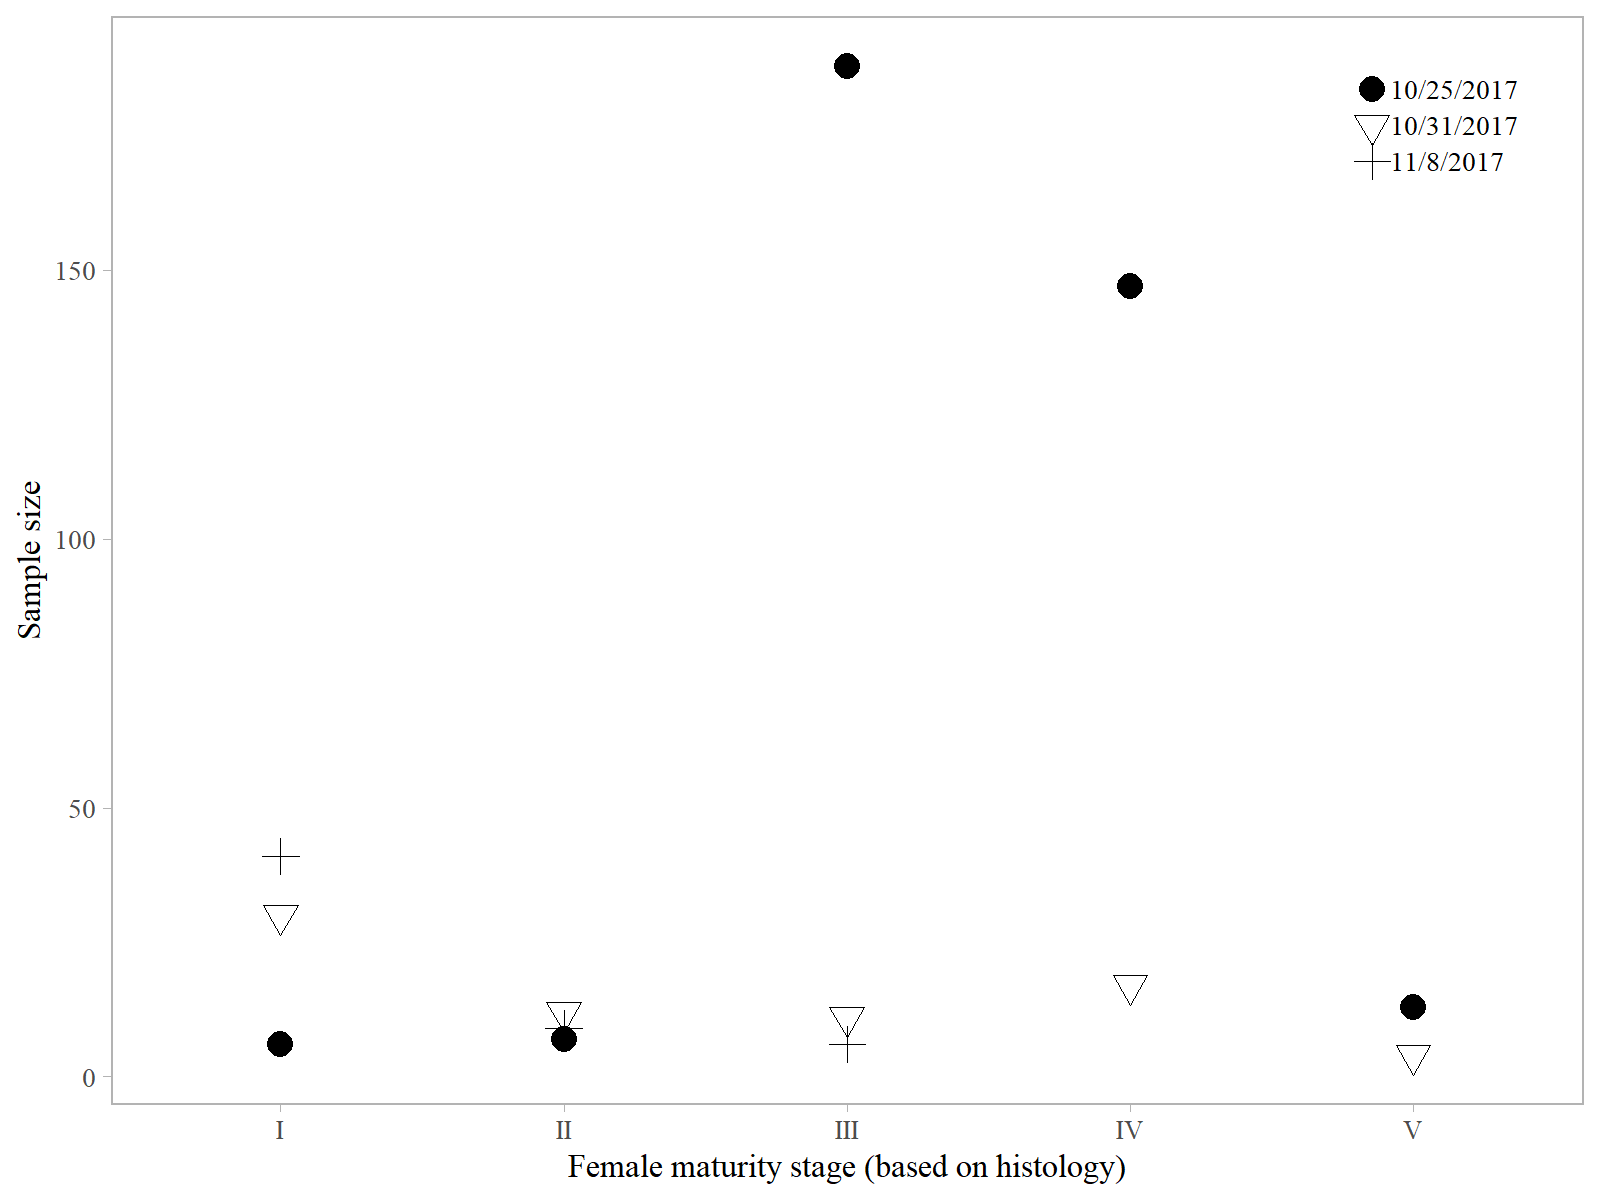 10/25/2017
10/31/2017
11/8/2017
150
100
50
0
Sample size
I II III IV V
Female maturity stage (based on histology)